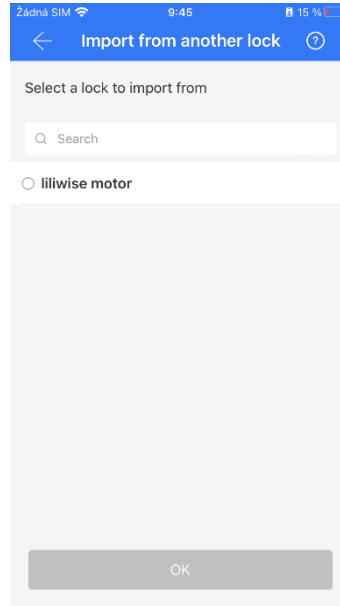 Žádná SIM 9:45 15 %
Import from another lock
Select a lock to import from
Search
liliwise motor
OK